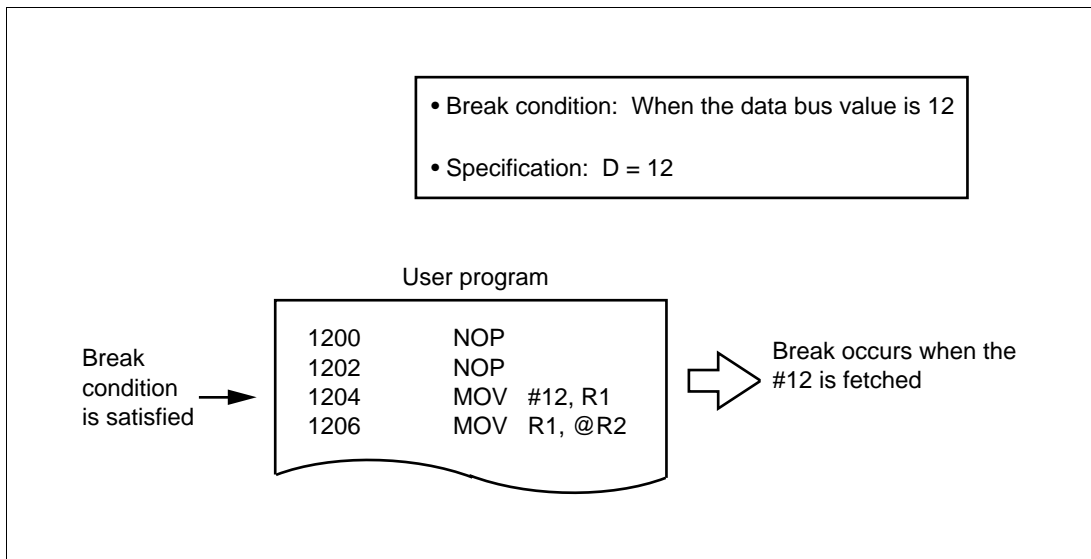 • Break condition: When the data bus value is 12
• Specification: D = 12
User program
Break
condition
is satisfied
1200 NOP
1202 NOP
1204 MOV #12, R1
1206 MOV R1, @R2
Break occurs when the
#12 is fetched